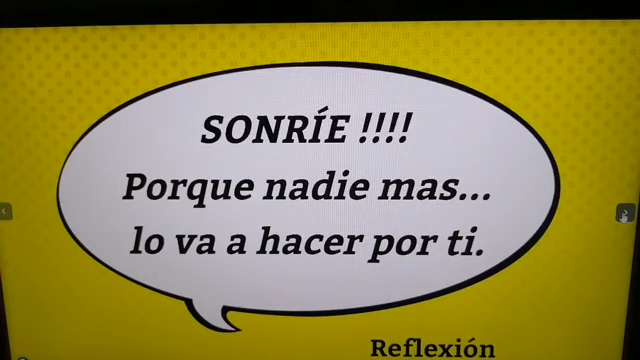 SONRÍE !!!!
Porque nadie mas...
lo va a hacer por ti.
Reflexión